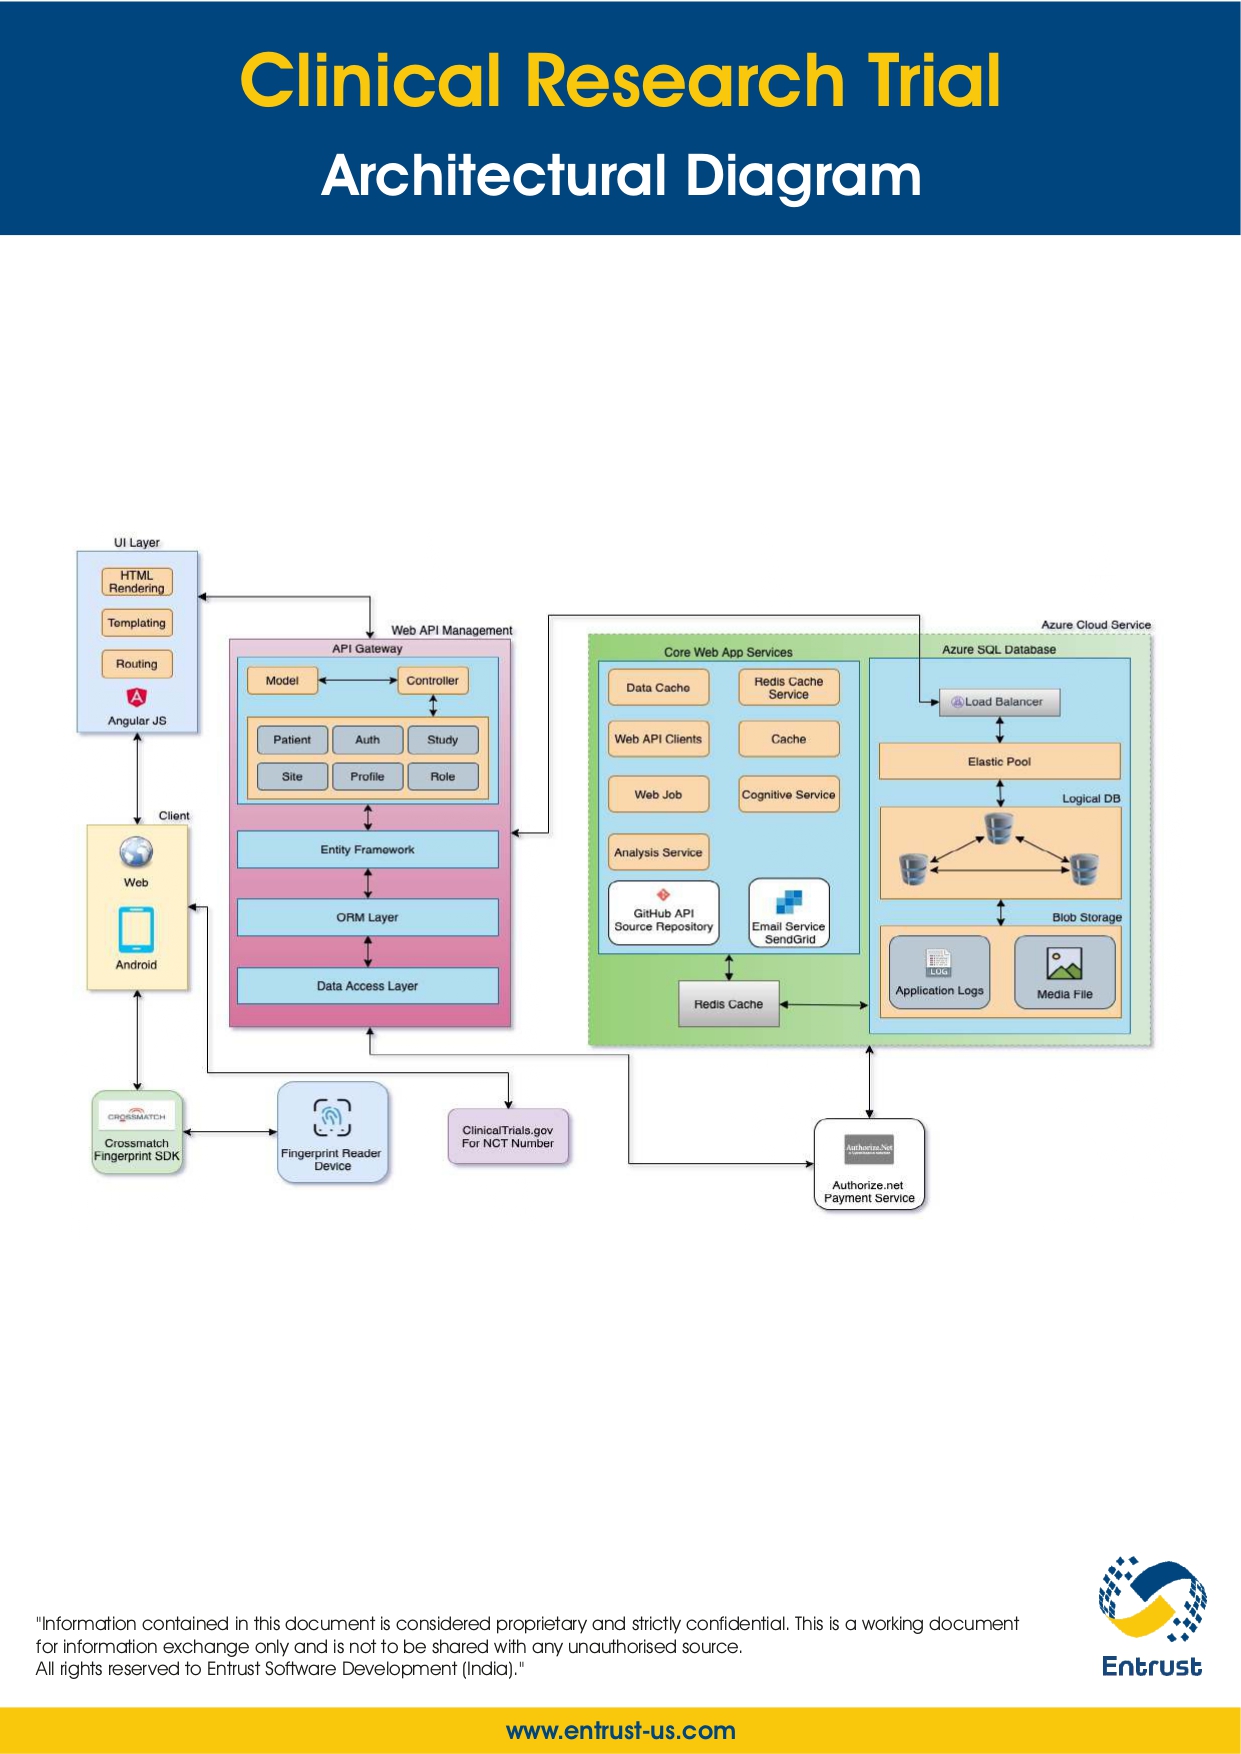 Clinical Research Trial
Architectural Diagram
UI Layer
HTML
Rendering
Templating
Routing
Angular JS
Client
Web
Android
CROSSMATCH
Crossmatch
Fingerprint SDK
Fingerprint Reader
Device
Web API Management
API Gateway
Model
Controller
Patient
Auth
Study
Site
Profile
Role
Entity Framework
ORM Layer
Data Access Layer
ClinicalTrials.gov
For NCT Number
Azure Cloud Service
Core Web App Services
Data Cache
Redis Cache
Service
Web API Clients
Cache
Web Job
Cognitive Service
Analysis Service
GitHub API
Source Repository
Email Service
SendGrid
Redis Cache
Azure SQL Database
Load Balancer
Elastic Pool
Logical DB
Blob Storage
LOG
Application Logs
Media File
Authorize.Net
Authorize.net
Payment Service
"Information contained in this document is considered proprietary and strictly confidential. This is a working document
for information exchange only and is not to be shared with any unauthorised source.
All rights reserved to Entrust Software Development (India)."
Entrust
www.entrust-us.com